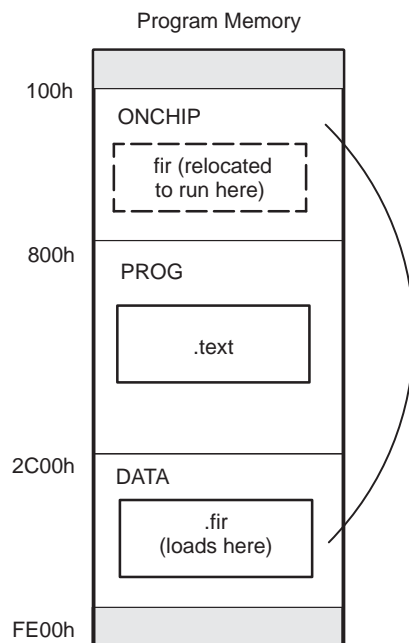 Program Memory
100h
ONCHIP
fir (relocated
to run here)
800h
PROG
.text
2C00h
DATA
.fir
(loads here)
FE00h